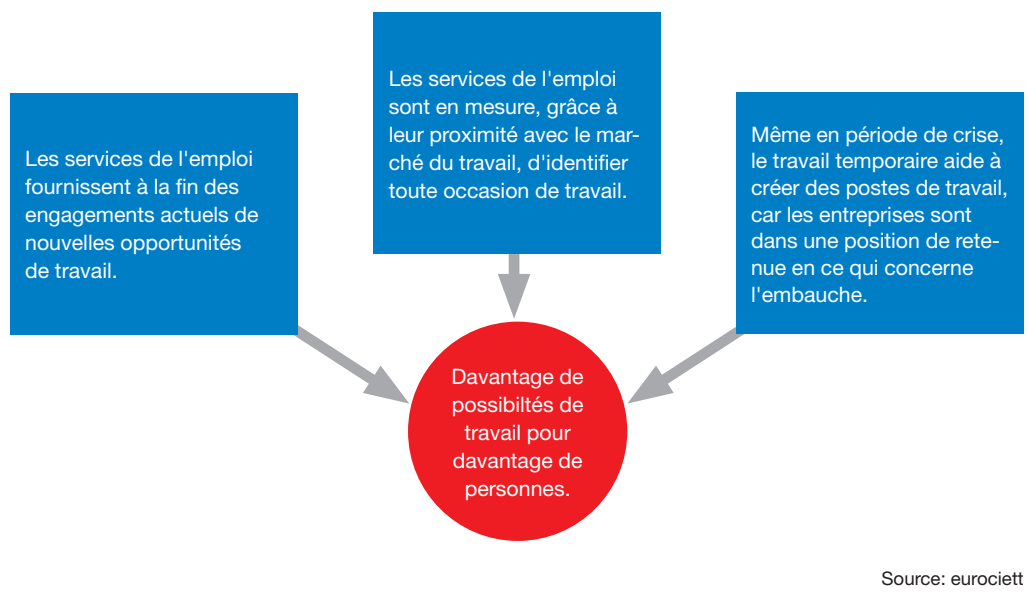 Les services de l'emploi
fournissent à la fin des
engagements actuels de
nouvelles opportunités
de travail.
Les services de l'emploi
sont en mesure, grâce à
leur proximité avec le mar-
ché du travail, d'identifier
toute occasion de travail.
Même en période de crise,
le travail temporaire aide à
créer des postes de travail,
car les entreprises sont
dans une position de rete-
nue en ce qui concerne
l'embauche.
Davantage de
possibiltés de
travail pour
davantage de
personnes.
Source: eurociett